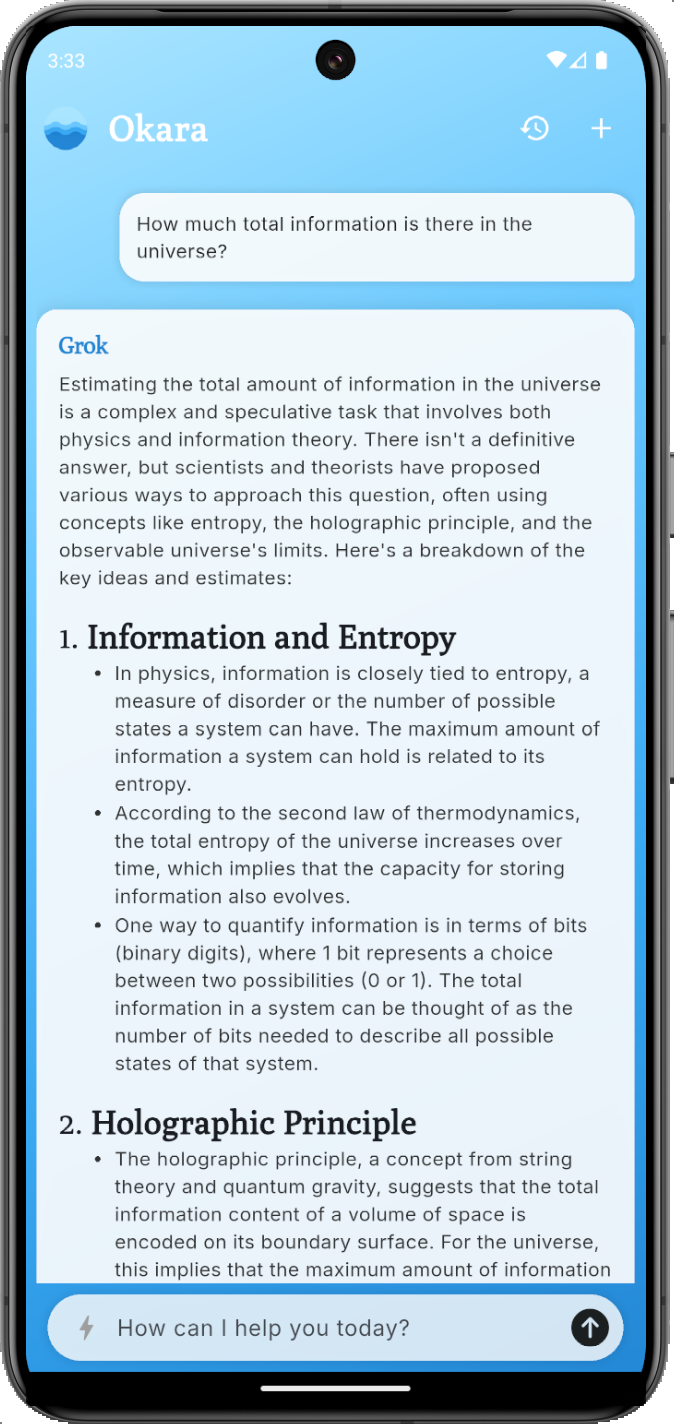 3:33
Okara
How much total information is there in the
universe?
Grok
Estimating the total amount of information in the universe
is a complex and speculative task that involves both
physics and information theory. There isn't a definitive
answer, but scientists and theorists have proposed
various ways to approach this question, often using
concepts like entropy, the holographic principle, and the
observable universe's limits. Here's a breakdown of the
key ideas and estimates:
1. Information and Entropy
• In physics, information is closely tied to entropy, a
measure of disorder or the number of possible
states a system can have. The maximum amount of
information a system can hold is related to its
entropy.
• According to the second law of thermodynamics,
the total entropy of the universe increases over
time, which implies that the capacity for storing
information also evolves.
• One way to quantify information is in terms of bits
(binary digits), where 1 bit represents a choice
between two possibilities (0 or 1). The total
information in a system can be thought of as the
number of bits needed to describe all possible
states of that system.
2. Holographic Principle
• The holographic principle, a concept from string
theory and quantum gravity, suggests that the total
information content of a volume of space is
encoded on its boundary surface. For the universe,
this implies that the maximum amount of information
How can I help you today?